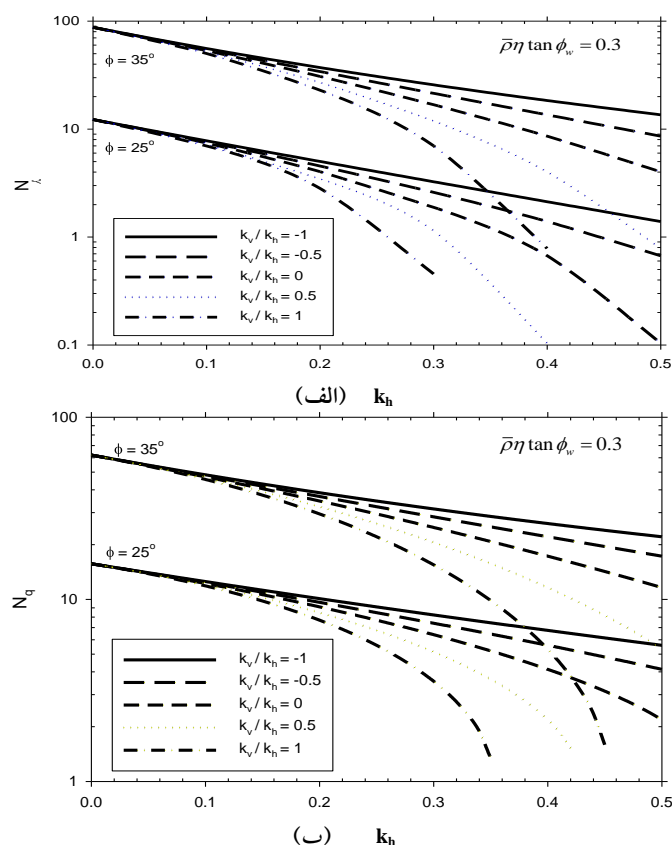 100
ρ̄η tan ϕw = 0.3
ϕ = 35°
10
ϕ = 25°
Nγ
1
kv / kh = -1
kv / kh = -0.5
kv / kh = 0
kv / kh = 0.5
kv / kh = 1
0.1
0.0 0.1 0.2 0.3 0.4 0.5
(الف) kh
100
ϕ = 35°
ρ̄η tan ϕw = 0.3
ϕ = 25°
Nq
10
kv / kh = -1
kv / kh = -0.5
kv / kh = 0
kv / kh = 0.5
kv / kh = 1
1
0.0 0.1 0.2 0.3 0.4 0.5
(ب) kh